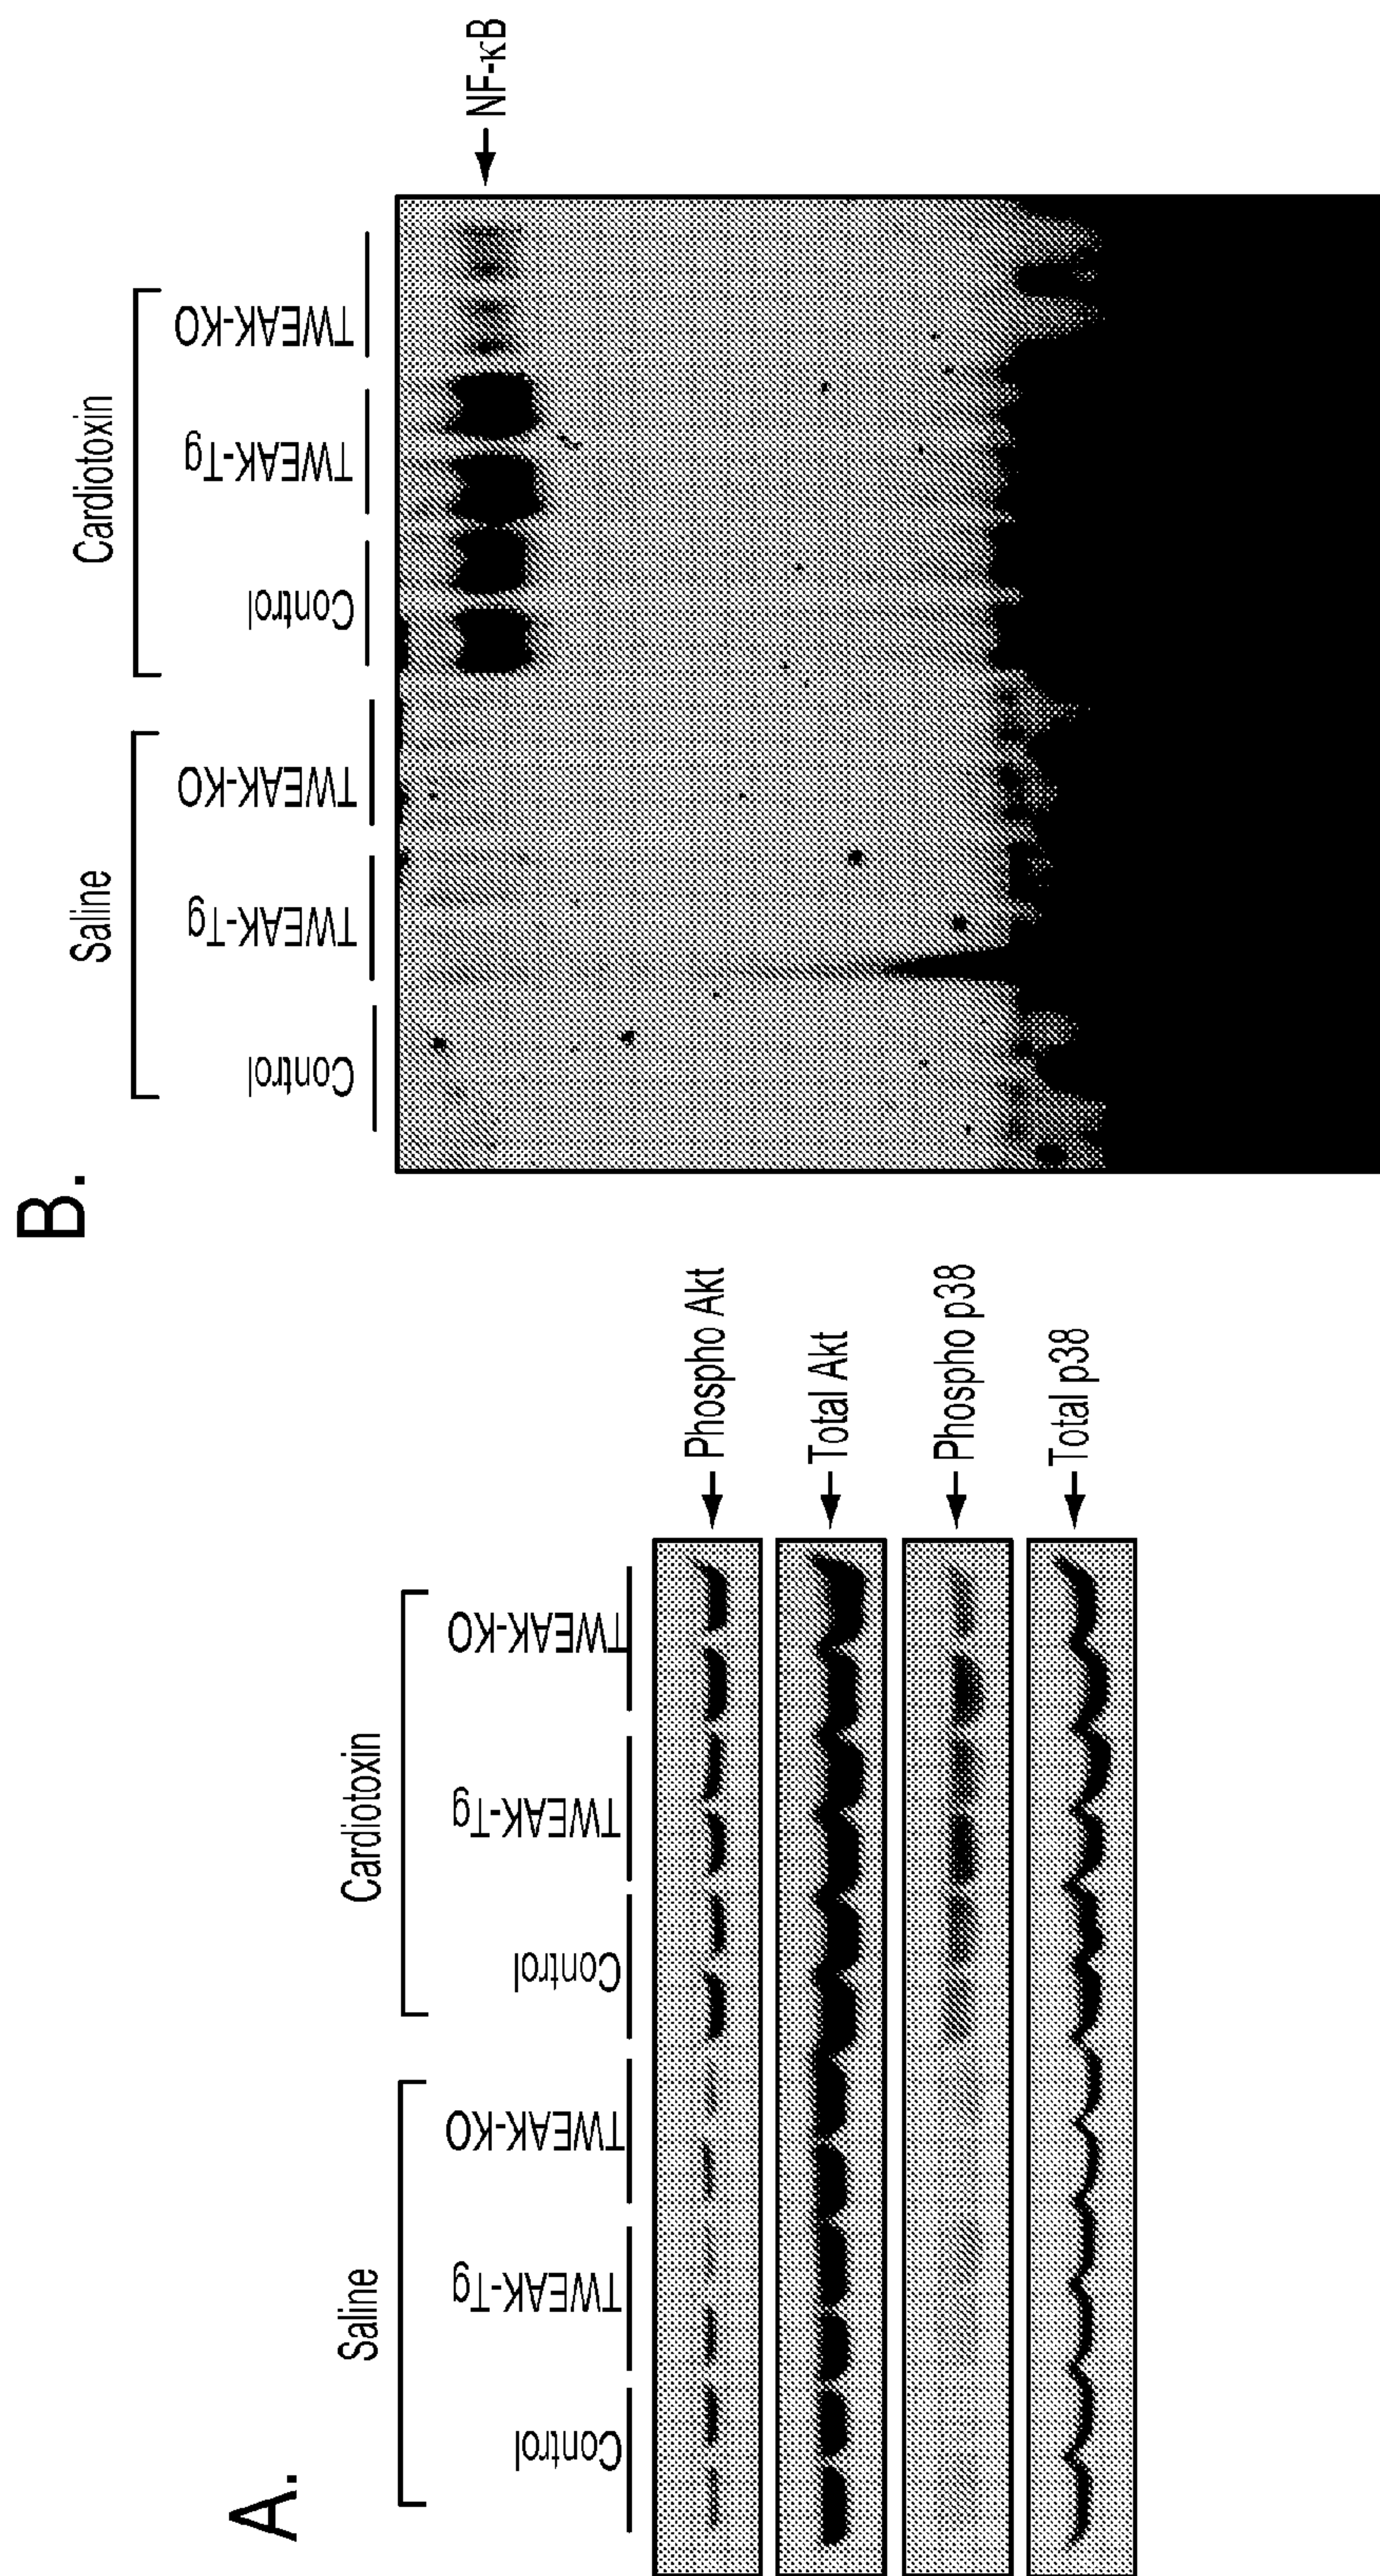 A.
Saline
Cardiotoxin
Control
TWEAK-Tg
TWEAK-KO
Control
TWEAK-Tg
TWEAK-KO
Phospho Akt
Total Akt
Phospho p38
Total p38
B.
Saline
Cardiotoxin
Control
TWEAK-Tg
TWEAK-KO
Control
TWEAK-Tg
TWEAK-KO
NF-κB